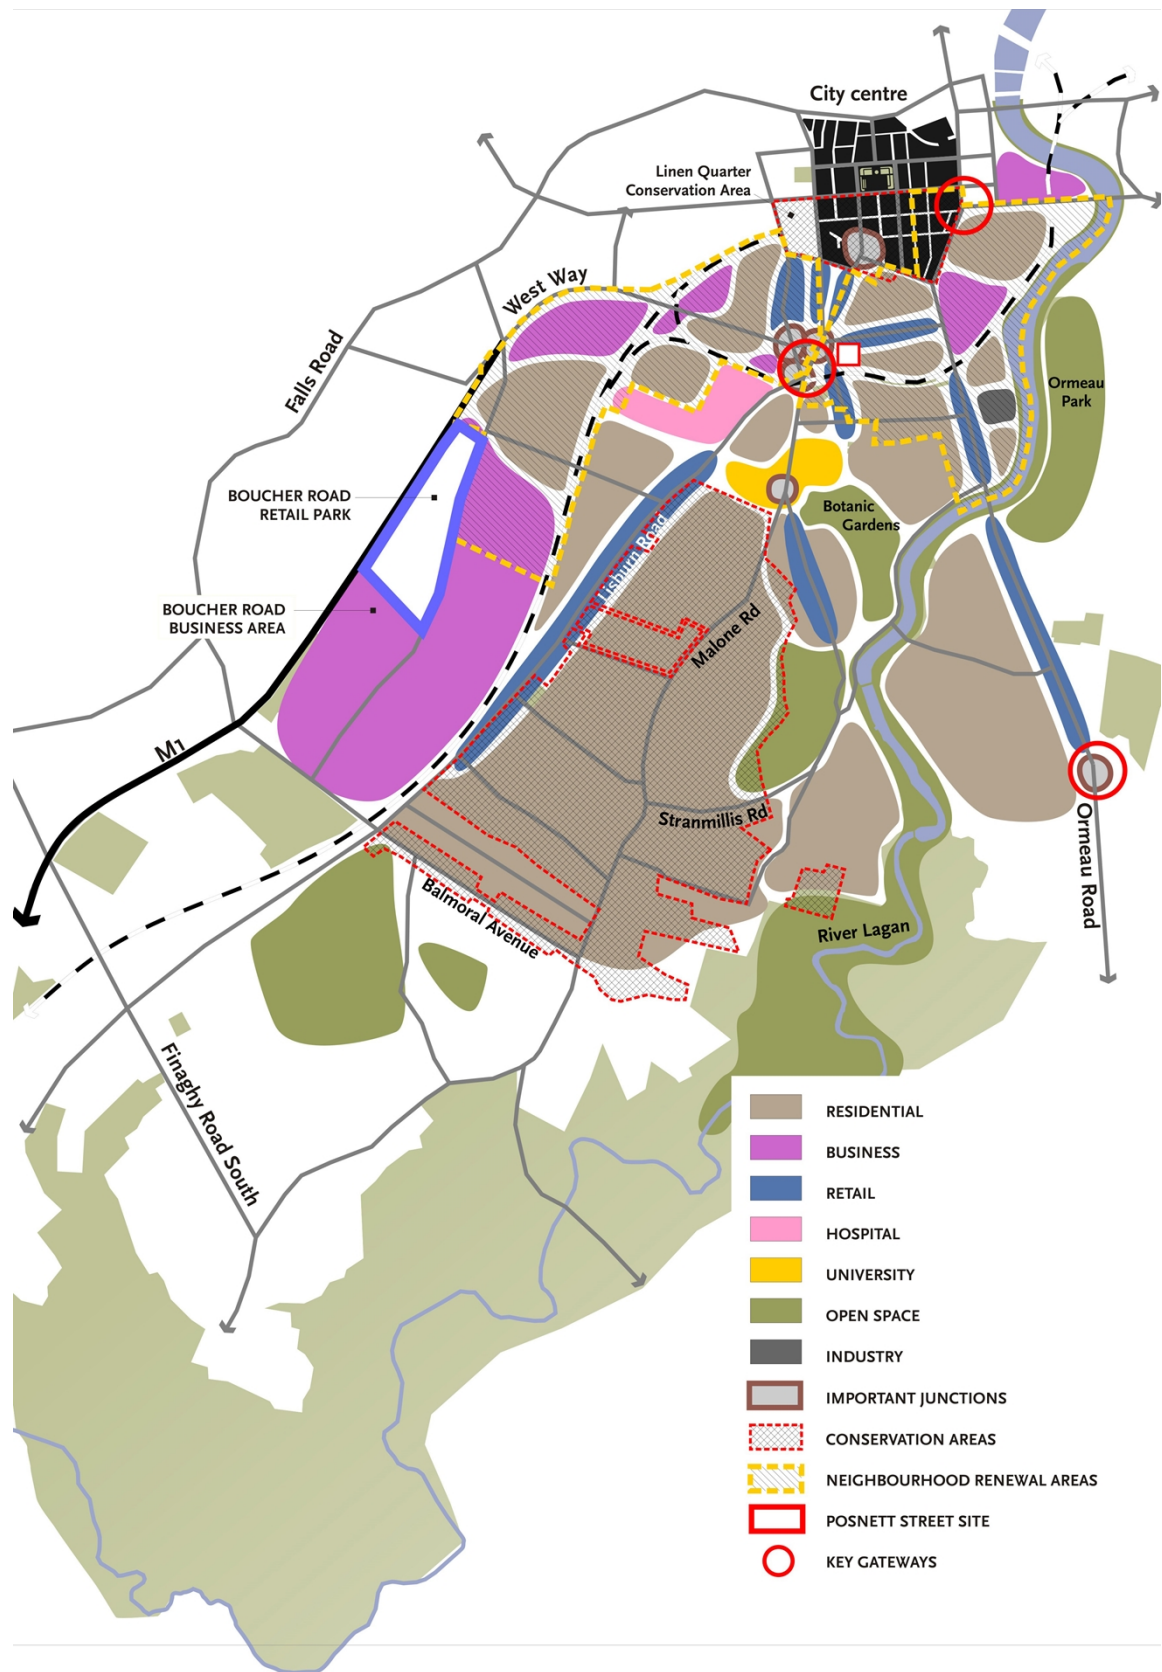 City centre
Linen Quarter
Conservation Area
West Way
Falls Road
Ormeau
Park
BOUCHER ROAD
RETAIL PARK
Botanic
Gardens
Lisburn Road
BOUCHER ROAD
BUSINESS AREA
Malone Rd
M1
Stranmillis Rd
Ormeau Road
Balmoral Avenue
River Lagan
Finaghy Road South
RESIDENTIAL
BUSINESS
RETAIL
HOSPITAL
UNIVERSITY
OPEN SPACE
INDUSTRY
IMPORTANT JUNCTIONS
CONSERVATION AREAS
NEIGHBOURHOOD RENEWAL AREAS
POSNETT STREET SITE
KEY GATEWAYS